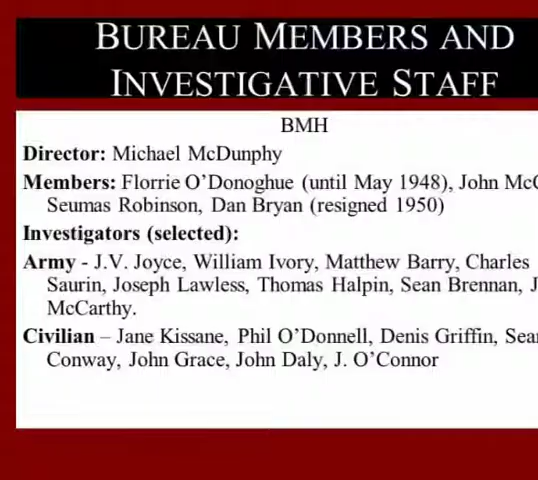 BUREAU MEMBERS AND
INVESTIGATIVE STAFF
BMH
Director: Michael McDunphy
Members: Florrie O’Donoghue (until May 1948), John
Seumas Robinson, Dan Bryan (resigned 1950)
Investigators (selected):
Army - J.V. Joyce, William Ivory, Matthew Barry, Charles
Saurin, Joseph Lawless, Thomas Halpin, Sean Brennan,
McCarthy.
Civilian – Jane Kissane, Phil O’Donnell, Denis Griffin,
Conway, John Grace, John Daly, J. O’Connor